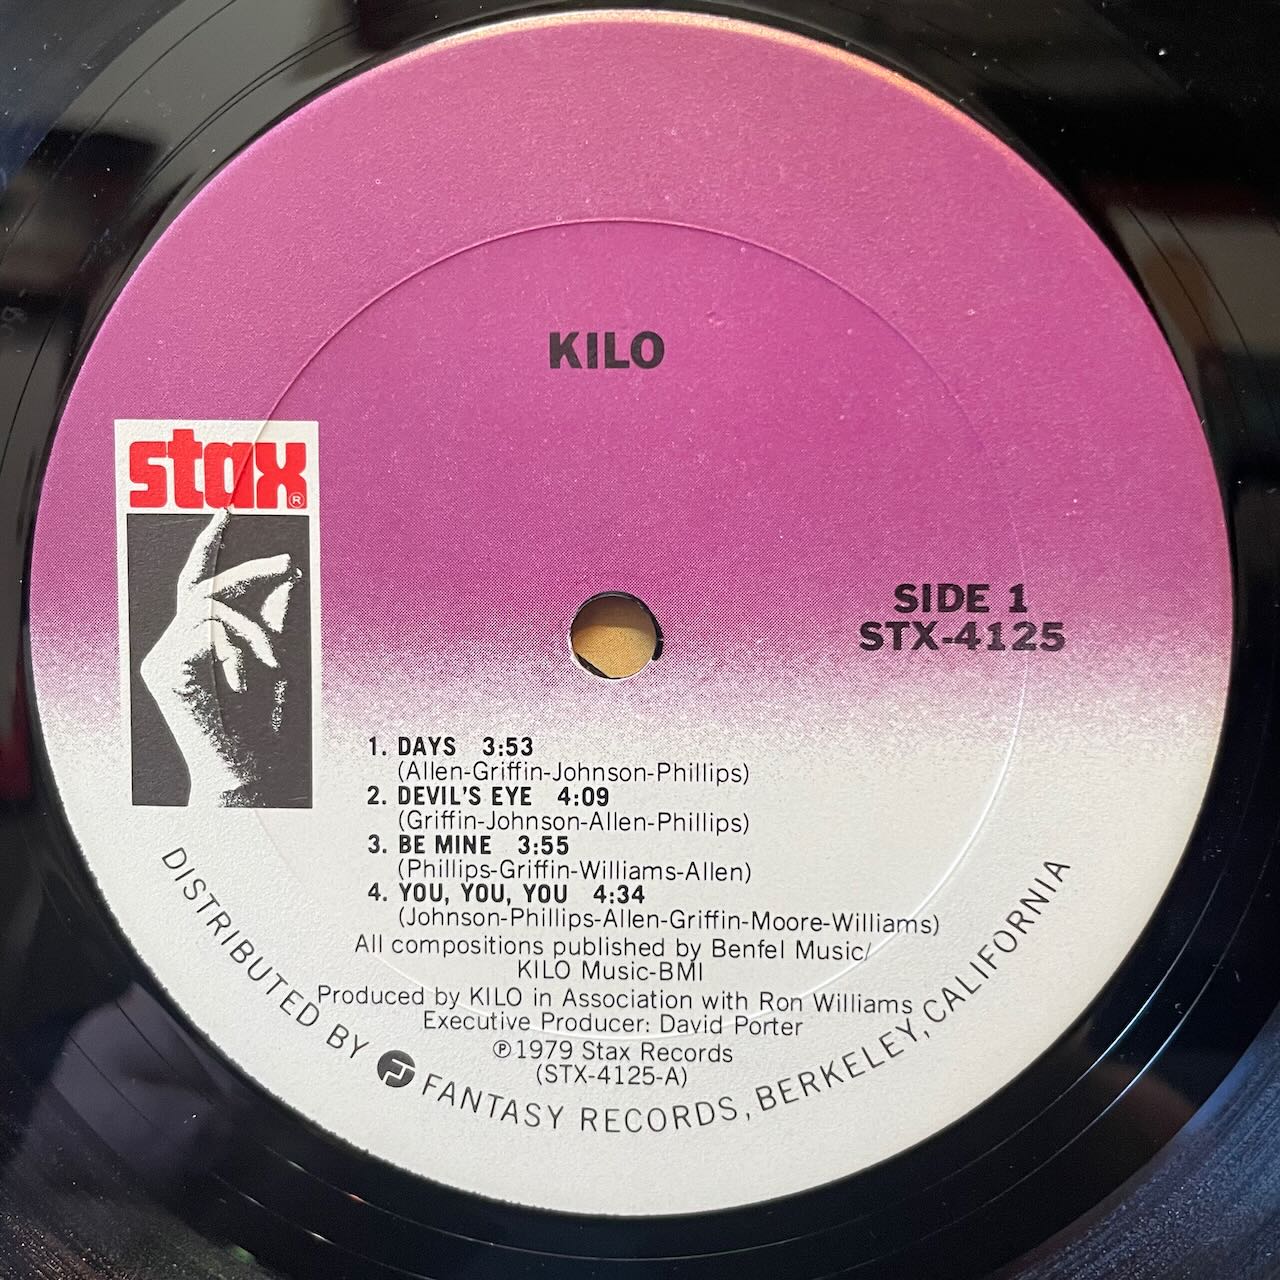 KILO
stax®
SIDE 1
STX-4125
1. DAYS 3:53
(Allen-Griffin-Johnson-Phillips)
2. DEVIL'S EYE 4:09
(Griffin-Johnson-Allen-Phillips)
3. BE MINE 3:55
(Phillips-Griffin-Williams-Allen)
4. YOU, YOU, YOU 4:34
(Johnson-Phillips-Allen-Griffin-Moore-Williams)
All compositions published by Benfel Music/
KILO Music-BMI
Produced by KILO in Association with Ron Williams
Executive Producer: David Porter
℗1979 Stax Records
(STX-4125-A)
DISTRIBUTED BY FANTASY RECORDS, BERKELEY, CALIFORNIA